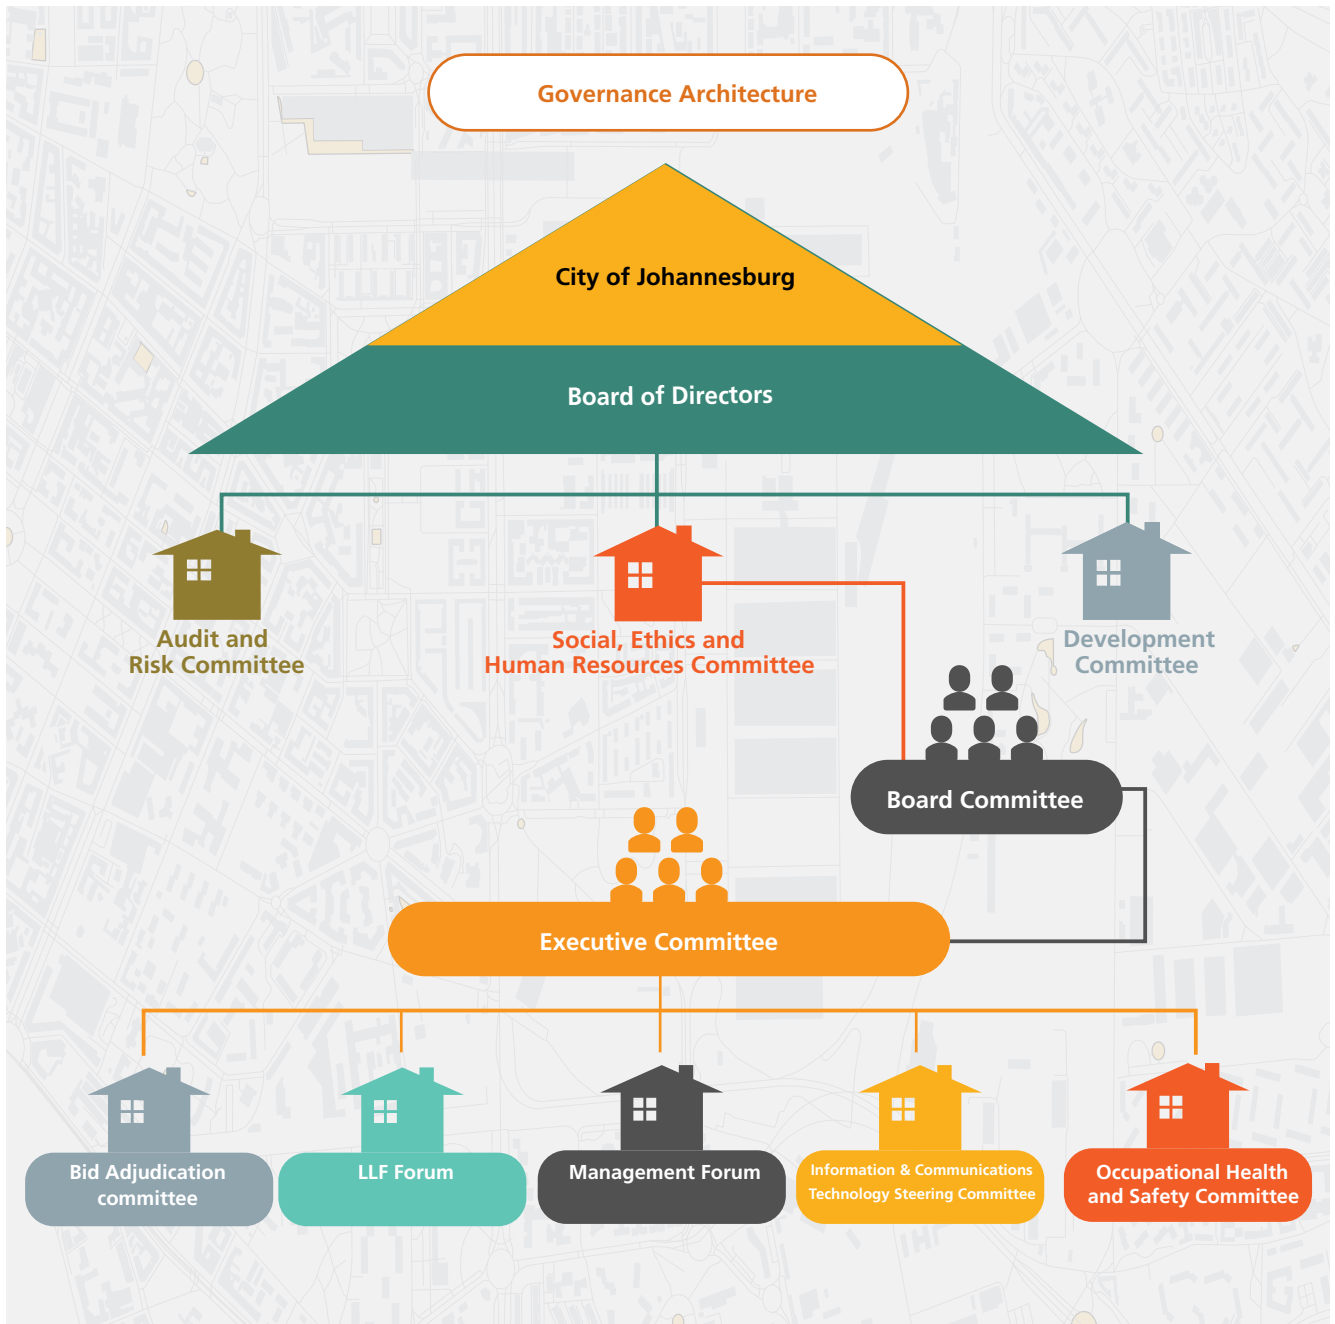 Governance Architecture
City of Johannesburg
Board of Directors
Audit and
Risk Committee
Social, Ethics and
Human Resources Committee
Development
Committee
Board Committee
Executive Committee
Bid Adjudication
committee
LLF Forum
Management Forum
Information & Communications
Technology Steering Committee
Occupational Health
and Safety Committee